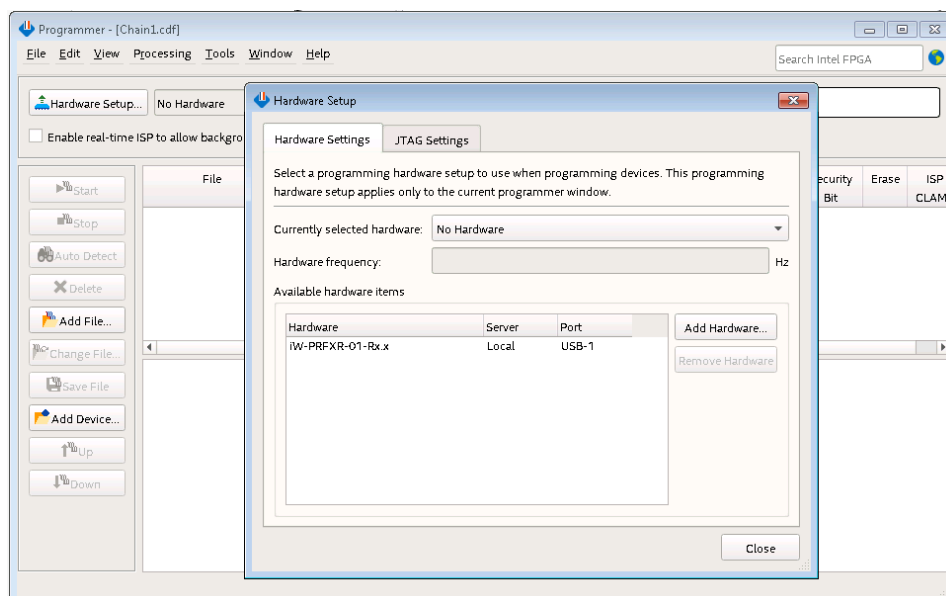 Programmer - [Chain1.cdf]
File Edit View Processing Tools Window Help
Search Intel FPGA
Hardware Setup... No Hardware
Enable real-time ISP to allow backgro
File
ecurity Bit
Erase
ISP CLAM
Start
Stop
Auto Detect
Delete
Add File...
Change File...
Save File
Add Device...
Up
Down
Hardware Setup
Hardware Settings JTAG Settings
Select a programming hardware setup to use when programming devices. This programming
hardware setup applies only to the current programmer window.
Currently selected hardware: No Hardware
Hardware frequency: Hz
Available hardware items
Hardware Server Port
iW-PRFXR-01-Rx.x Local USB-1
Add Hardware...
Remove Hardware
Close